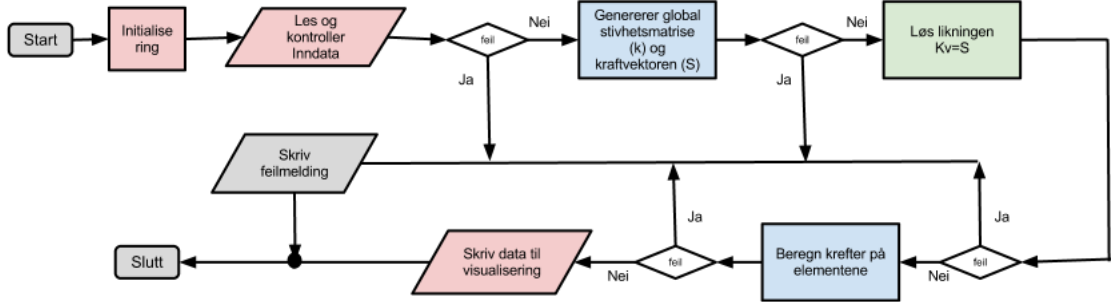 Start
Initialise
ring
Les og
kontroller
Inndata
feil
Nei
Ja
Genererer global
stivhetsmatrise
(k) og
kraftvektoren (S)
feil
Nei
Ja
Løs likningen
Kv=S
Skriv
feilmelding
Ja
Ja
Slutt
Skriv data til
visualisering
Nei
feil
Beregn krefter på
elementene
Nei
feil